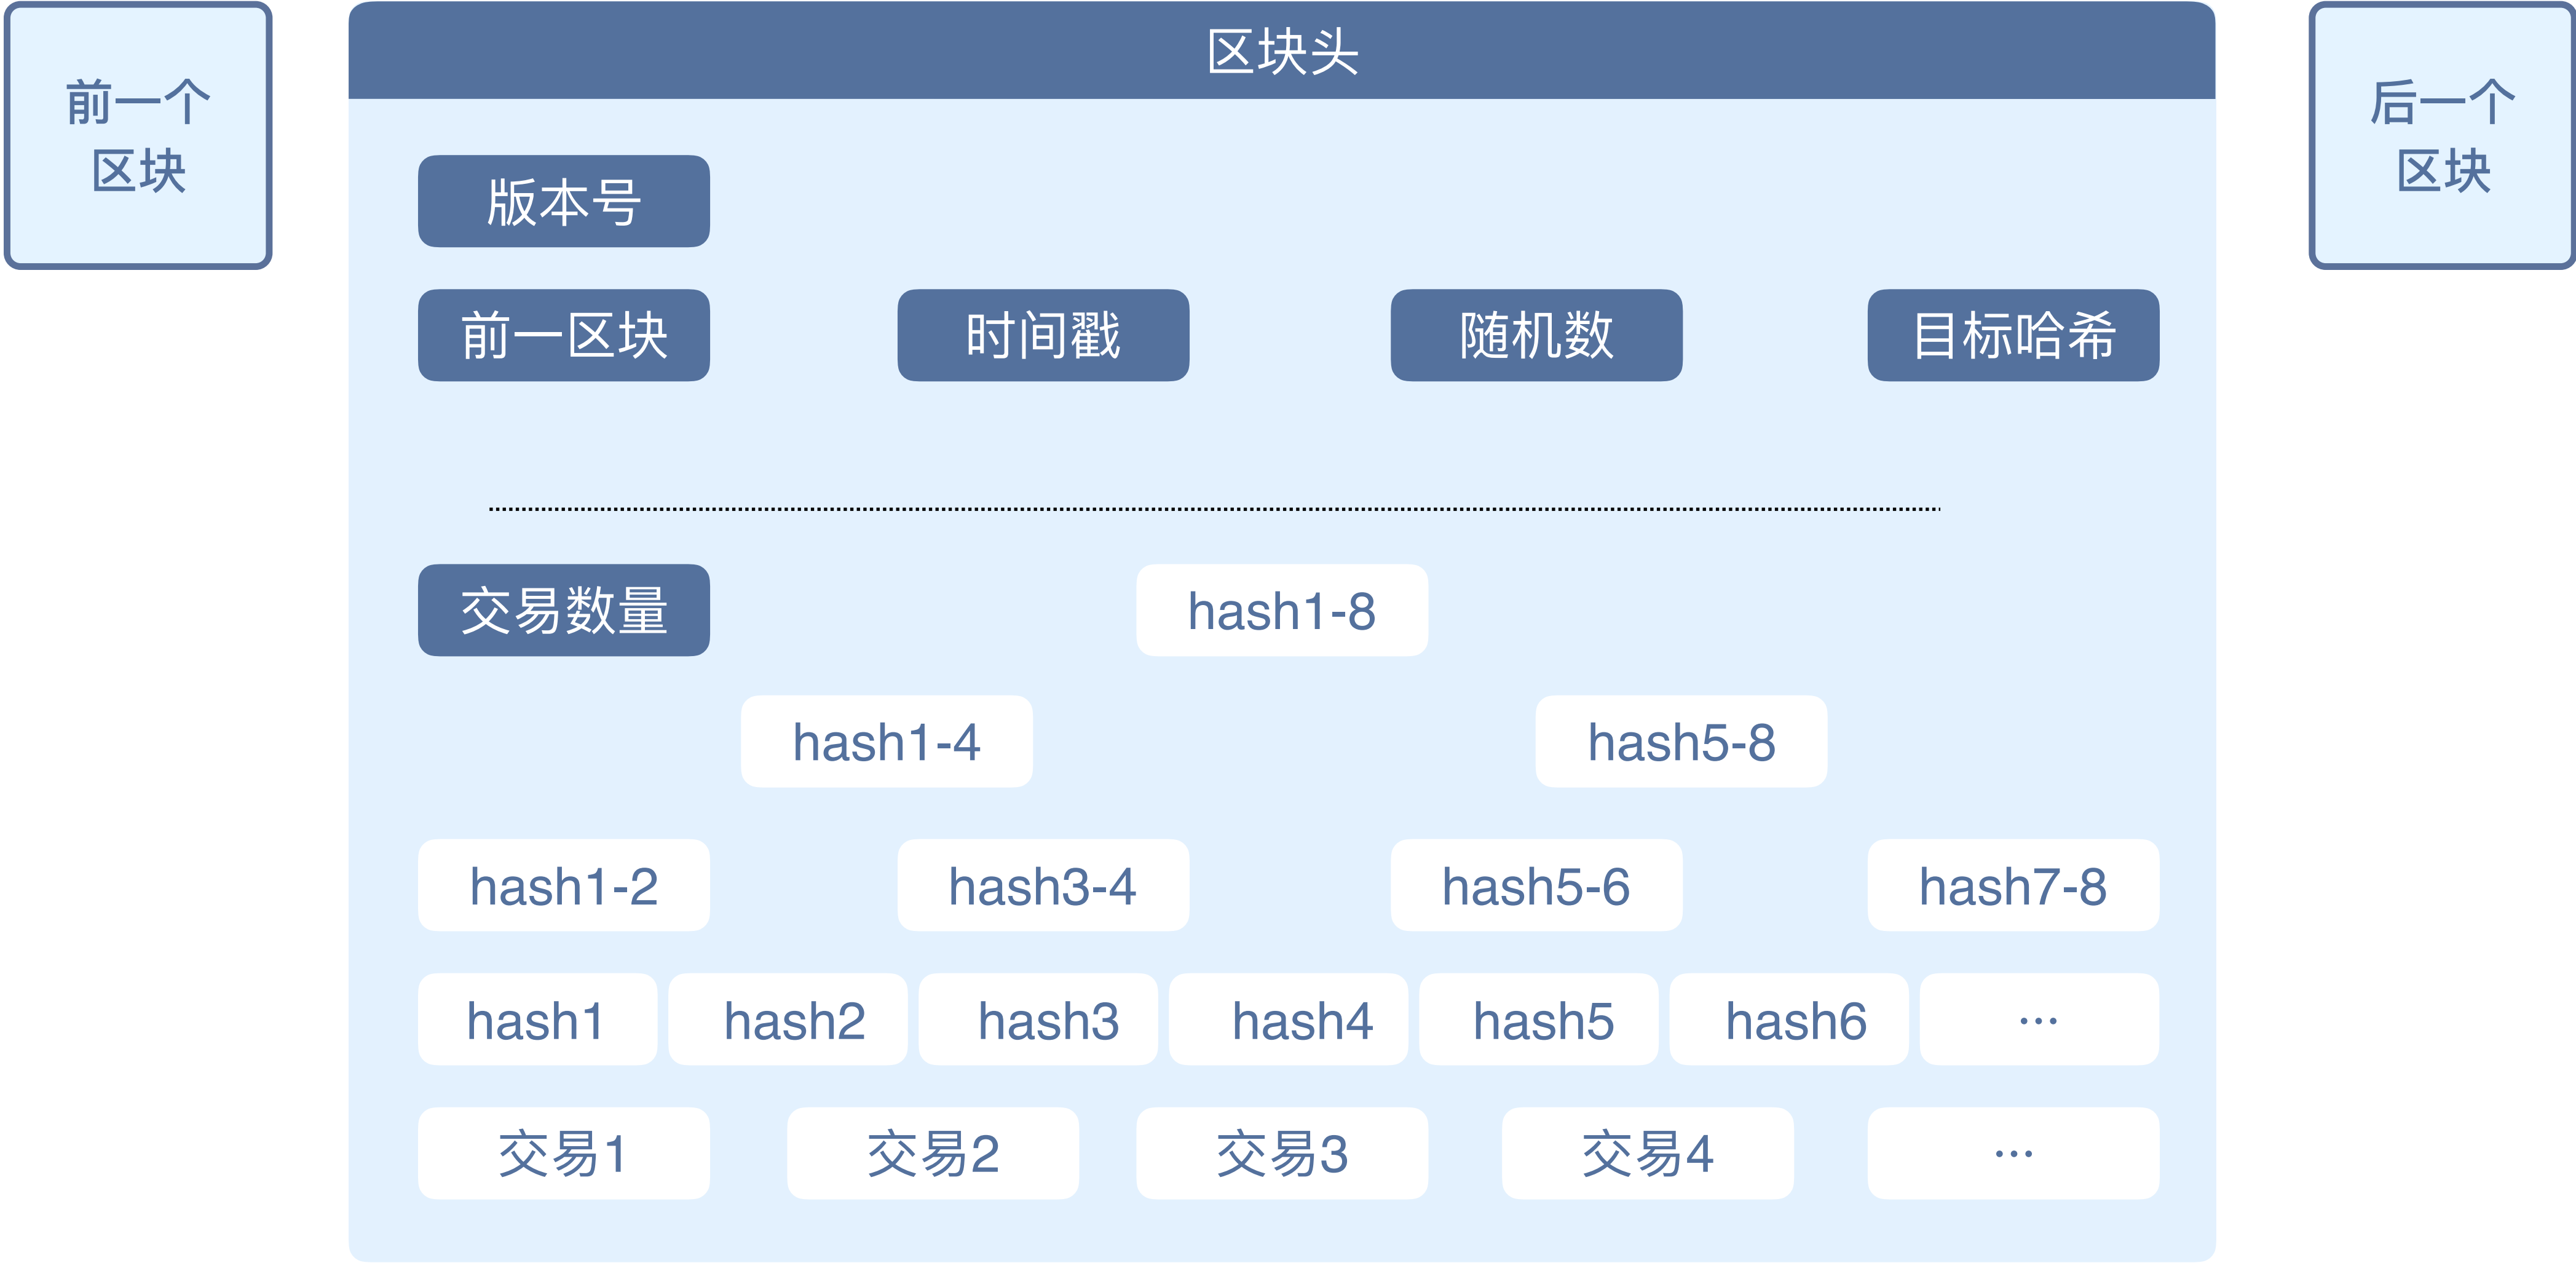 前一个
区块
区块头
后一个
区块
版本号
前一区块
时间戳
随机数
目标哈希
交易数量
hash1-8
hash1-4
hash5-8
hash1-2
hash3-4
hash5-6
hash7-8
hash1
hash2
hash3
hash4
hash5
hash6
···
交易1
交易2
交易3
交易4
···